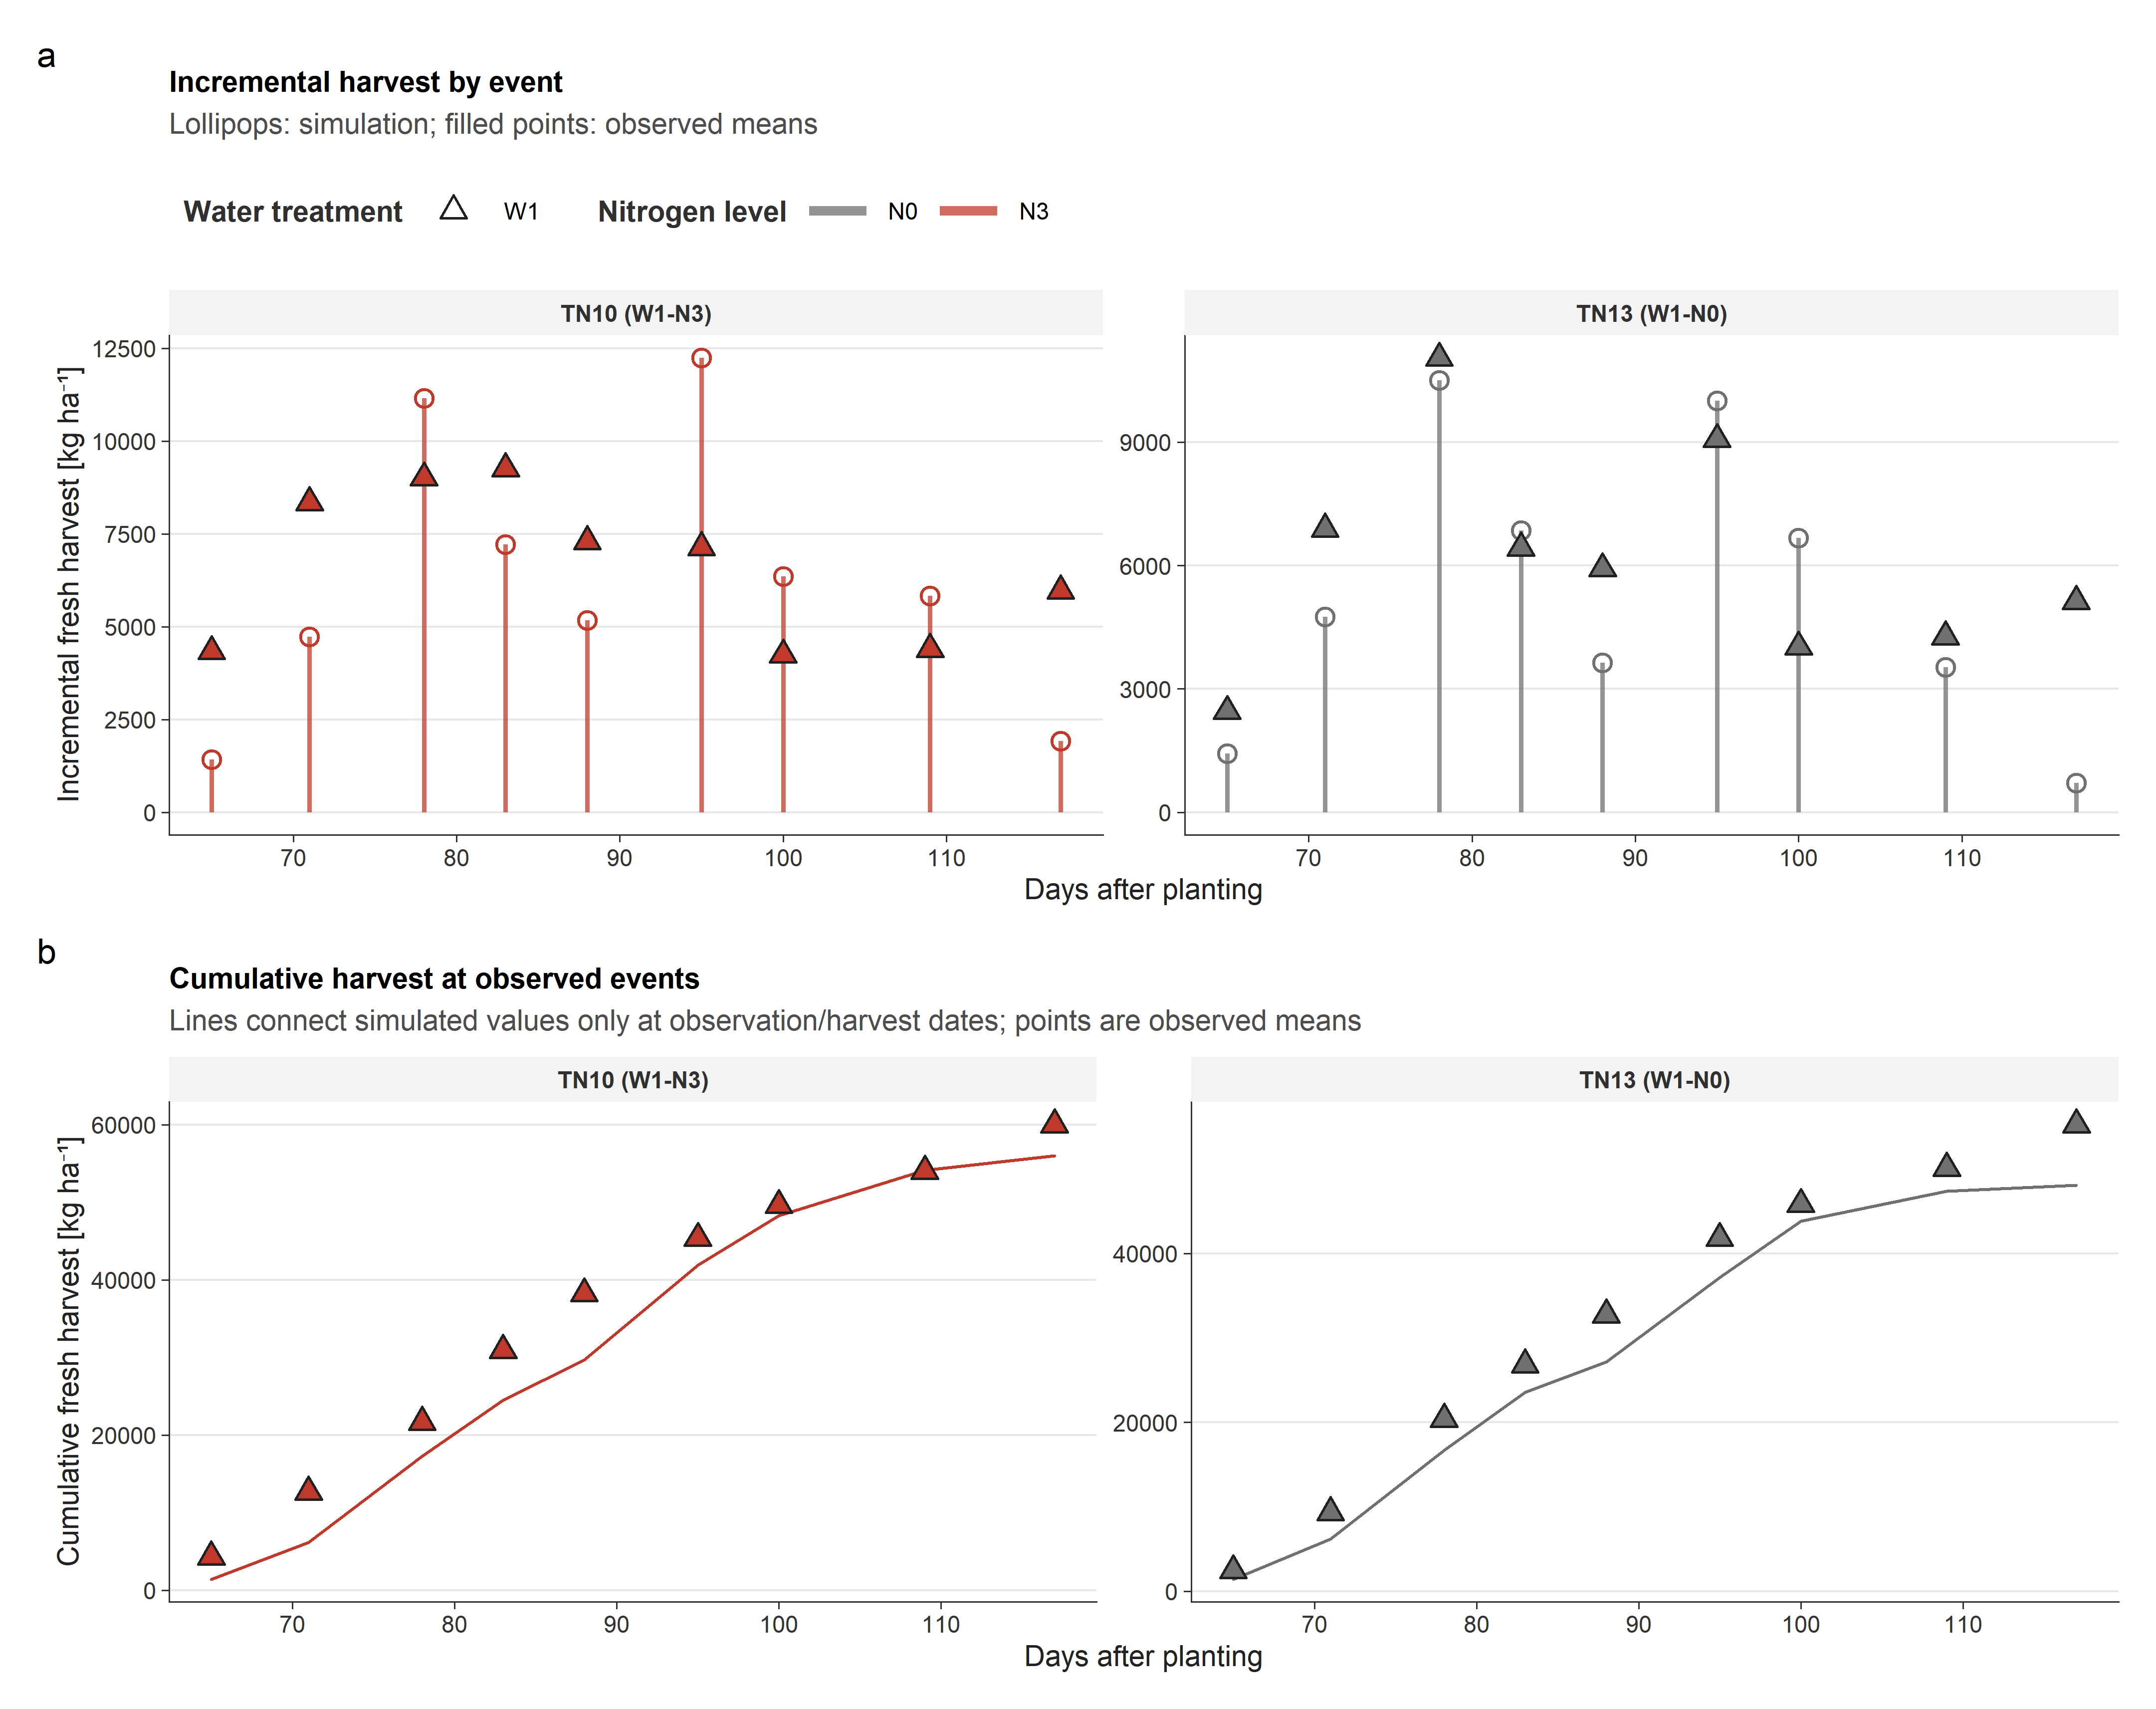 a
Incremental harvest by event
Lollipops: simulation; filled points: observed means
Water treatment W1 Nitrogen level N0 N3
TN10 (W1-N3) TN13 (W1-N0)
Incremental fresh harvest [kg ha⁻¹]
12500
10000
7500
5000
2500
0
9000
6000
3000
0
70 80 90 100 110
70 80 90 100 110
Days after planting
b
Cumulative harvest at observed events
Lines connect simulated values only at observation/harvest dates; points are observed means
TN10 (W1-N3) TN13 (W1-N0)
Cumulative fresh harvest [kg ha⁻¹]
60000
40000
20000
0
40000
20000
0
70 80 90 100 110
70 80 90 100 110
Days after planting